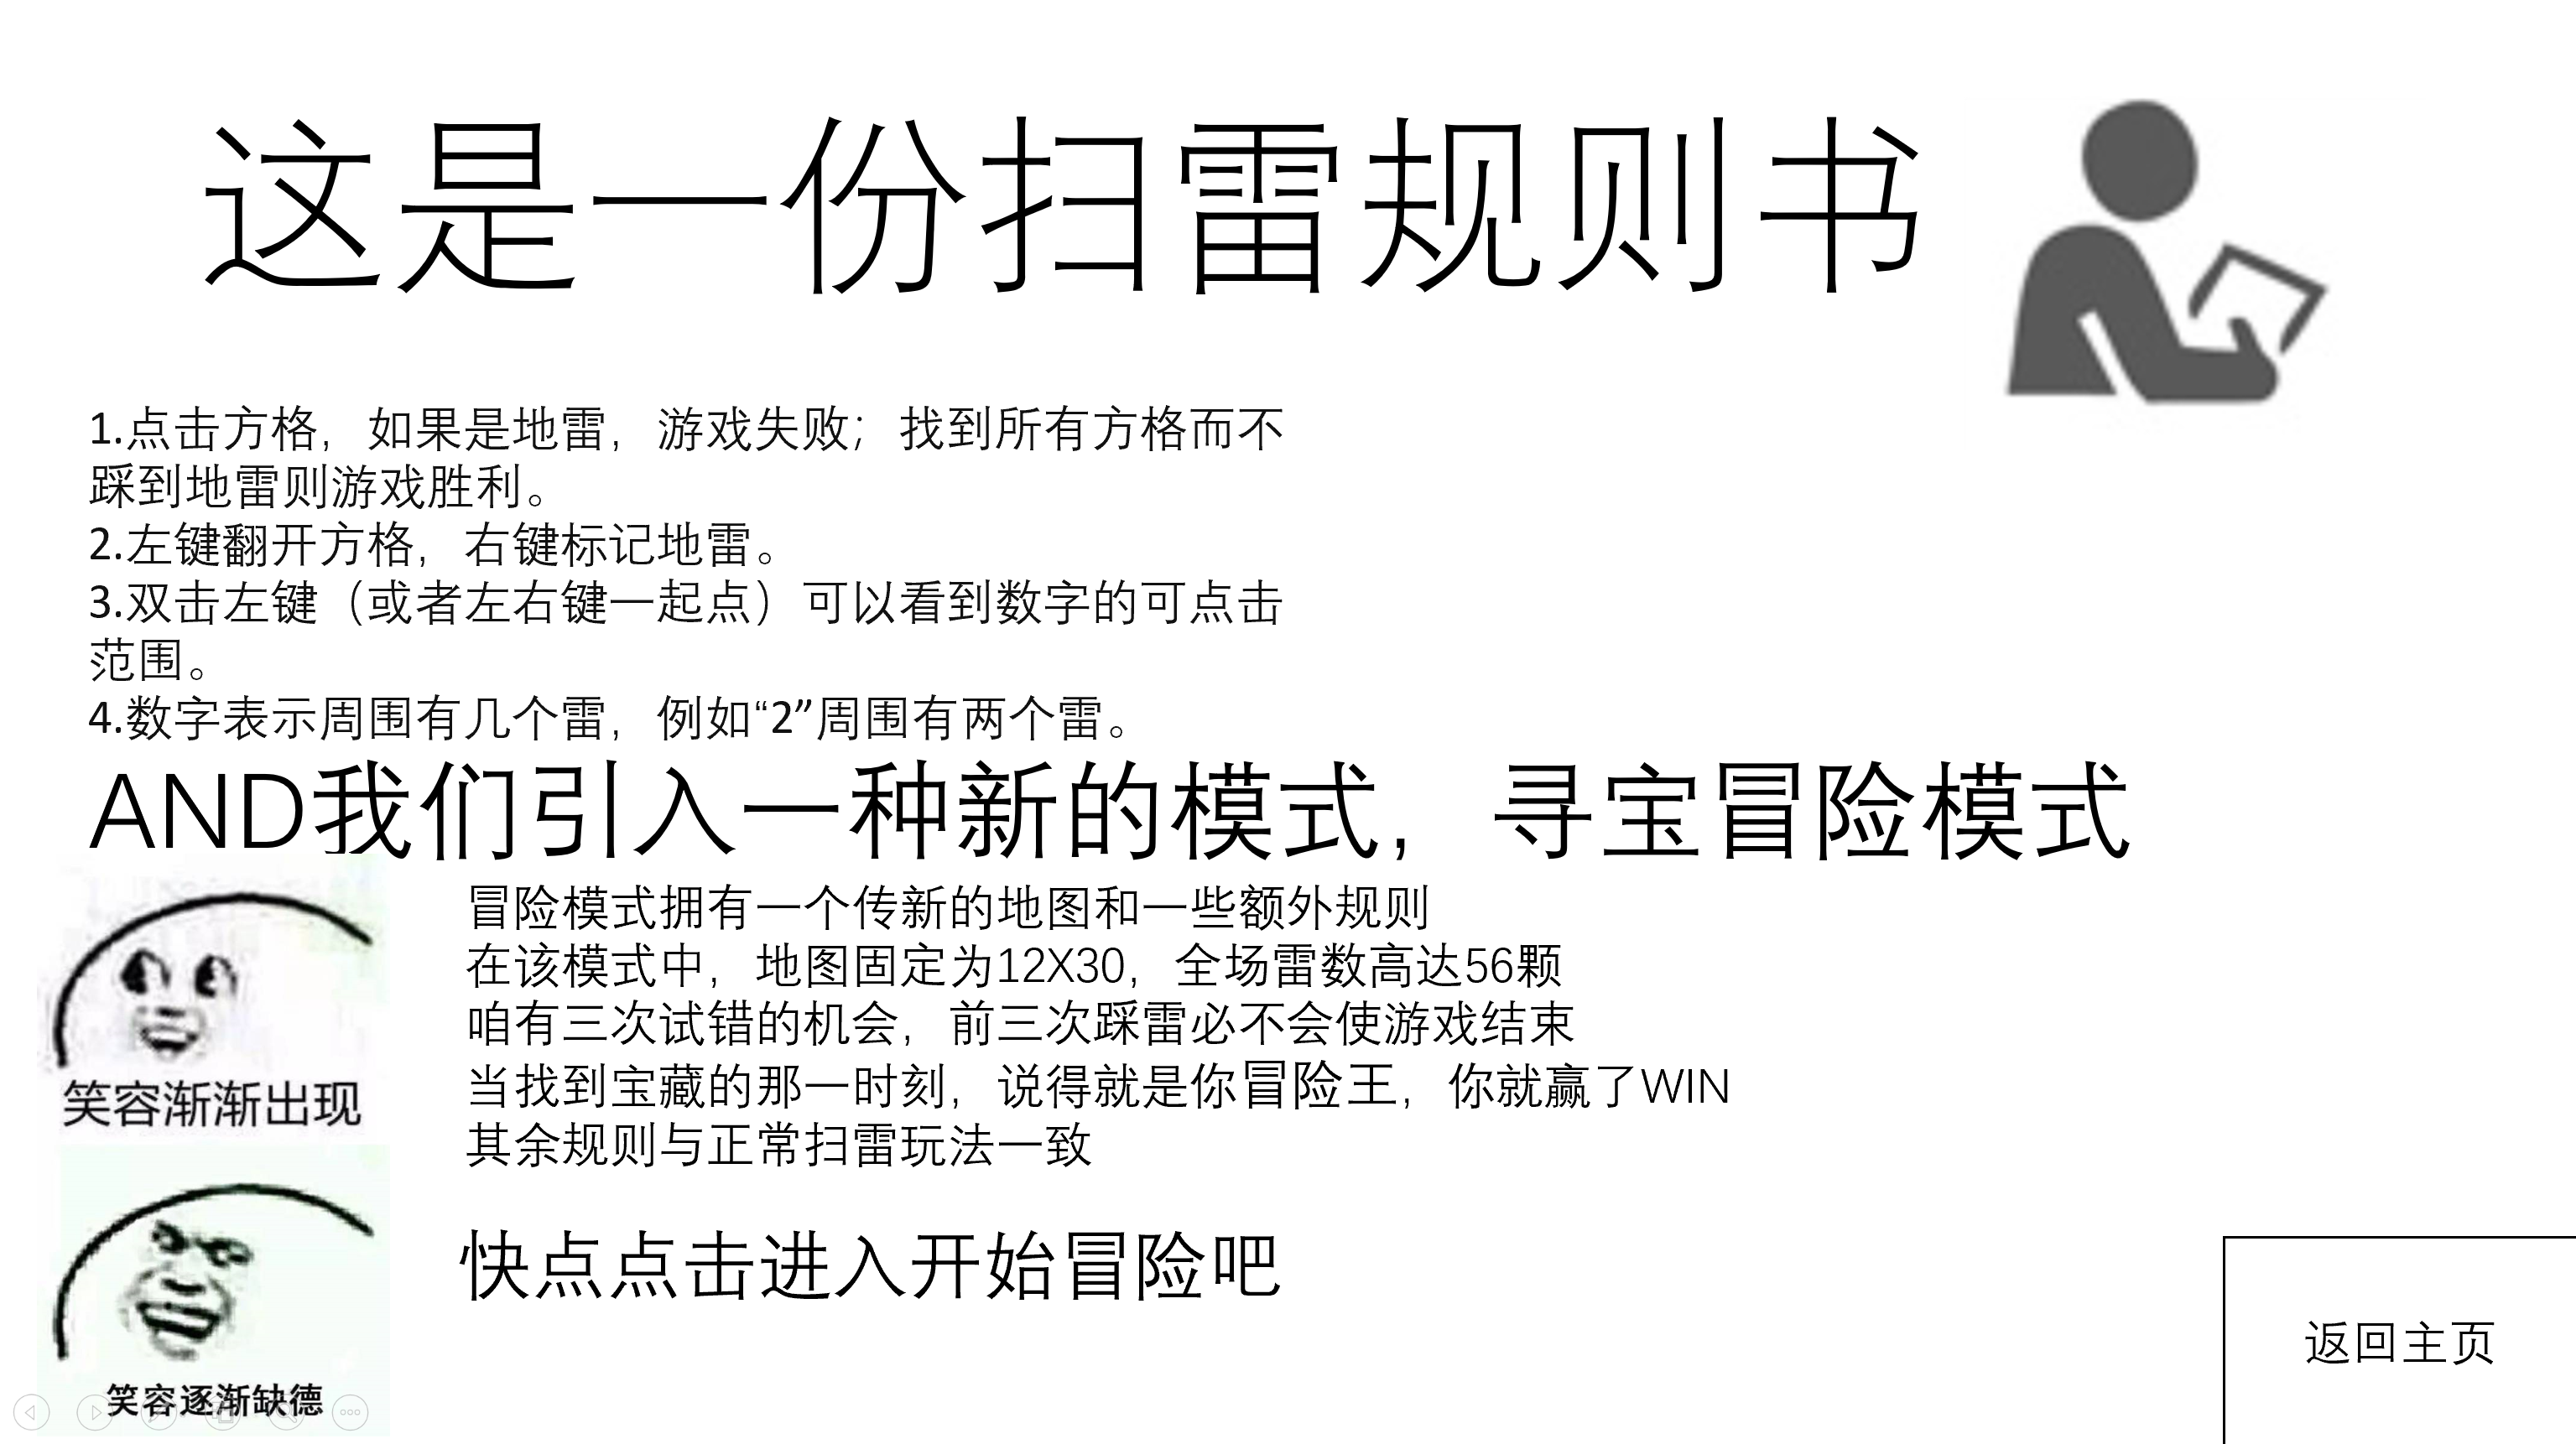 这是一份扫雷规则书
1.点击方格，如果是地雷，游戏失败；找到所有方格而不
踩到地雷则游戏胜利。
2.左键翻开方格，右键标记地雷。
3.双击左键（或者左右键一起点）可以看到数字的可点击
范围。
4.数字表示周围有几个雷，例如“2”周围有两个雷。
AND我们引入一种新的模式，寻宝冒险模式
冒险模式拥有一个传新的地图和一些额外规则
在该模式中，地图固定为12X30，全场雷数高达56颗
咱有三次试错的机会，前三次踩雷必不会使游戏结束
当找到宝藏的那一时刻，说得就是你冒险王，你就赢了WIN
其余规则与正常扫雷玩法一致
笑容渐渐出现
快点点击进入开始冒险吧
笑容逐渐缺德
返回主页